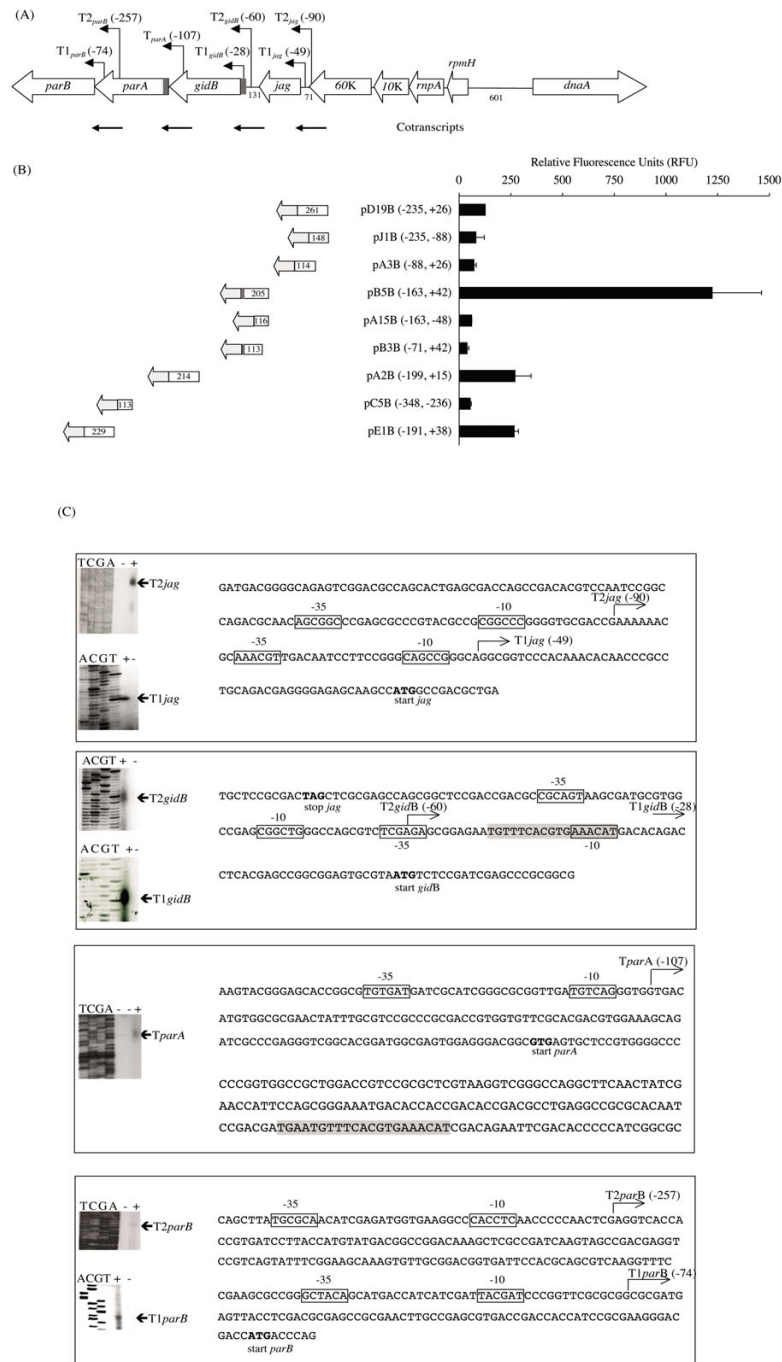 (A)
T2parB (-257)
T2gidB (-60)
T2jag (-90)
TparA (-107)
T1parB (-74)
T1gidB (-28)
T1jag (-49)
rpmH
parB
parA
gidB
131
jag
71
60K
10K
rnpA
601
dnaA
Cotranscripts
(B)
Relative Fluorescence Units (RFU)
0 250 500 750 1000 1250 1500
261 pD19B (-235, +26)
148 pJ1B (-235, -88)
114 pA3B (-88, +26)
205 pB5B (-163, +42)
116 pA15B (-163, -48)
113 pB3B (-71, +42)
214 pA2B (-199, +15)
113 pC5B (-348, -236)
229 pE1B (-191, +38)
(C)
TCGA - +
T2jag
ACGT + -
T1jag
GATGACGGGGCAGAGTCGGACGCCAGCACTGAGCGACCAGCCGACACGTCCAATCCGGC
-35 -10 T2jag (-90)
CAGACGCAACAGCGGCCCGAGCGCCCGTACGCCGCGGCCCGGGGTGCGACCGAAAAAAC
-35 -10 T1jag (-49)
GCAAACGTTGACAATCCTTCCGGGCAGCCGGGCAGGCGGTCCCACAAACACAACCCGCC
TGCAGACGAGGGGAGAGCAAGCCATGGCCGACGCTGA
start jag
ACGT + -
T2gidB
ACGT + -
T1gidB
-35
TGCTCCGCGACTAGCTCGCGAGCCAGCGGCTCCGACCGACGCCCGCAGTAAGCGATGCGTGG
stop jag T2gidB (-60) T1gidB (-28)
-10
CCGAGCGGCTGGGCCAGCGTCTCGAGAGCGGAGAATGTTTCACGTGAAACATGACACAGAC
-35 -10
CTCACGAGCCGGCGGAGTGCGTAATGTCTCCGATCGAGCCCGCGGCG
start gidB
TCGA - - +
TparA
-35 -10 TparA (-107)
AAGTACGGGAGCACCGGCGTGTGATGATCGCATCGGGCGCGGTTGATGTCAGGGTGGTGAC
ATGTGGCGCGAACTATTTGCGTCCGCCCGCGACCGTGGTGTTCGCACGACGTGGAAAGCAG
ATCGCCCGAGGGTCGGCACGGATGGCGAGTGGAGGGACGGCGTGAGTGCTCCGTGGGGCCC
start parA
CCCGGTGGCCGCTGGACCGTCCGCGCTCGTAAGGTCGGGCCAGGCTTCAACTATCG
AACCATTCCAGCGGGAAATGACACCACCGACACCGACGCCTGAGGCCGCGCACAAT
CCGACGATGAATGTTTCACGTGAAACATCGACAGAATTCGACACCCCCATCGGCGC
TCGA - +
T2parB
ACGT + -
T1parB
-35 -10 T2parB (-257)
CAGCTTATGCGCAACATCGAGATGGTGAAGGCCCACCTCAACCCCCAACTCGAGGTCACCA
CCGTGATCCTTACCATGTATGACGGCCGGACAAAGCTCGCCGATCAAGTAGCCGACGAGGT
CCGTCAGTATTTCGGAAGCAAAGTGTTGCGGACGGTGATTCCACGCAGCGTCAAGGTTTC
-35 -10 T1parB (-74)
CGAAGCGCCGGGCTACAGCATGACCATCATCGATTACGATCCCGGTTCGCGCGGCGCGATG
AGTTACCTCGACGCGAGCCGCGAACTTGCCGAGCGTGACCGACCACCATCCGCGAAGGGAC
GACCATGACCCAG
start parB